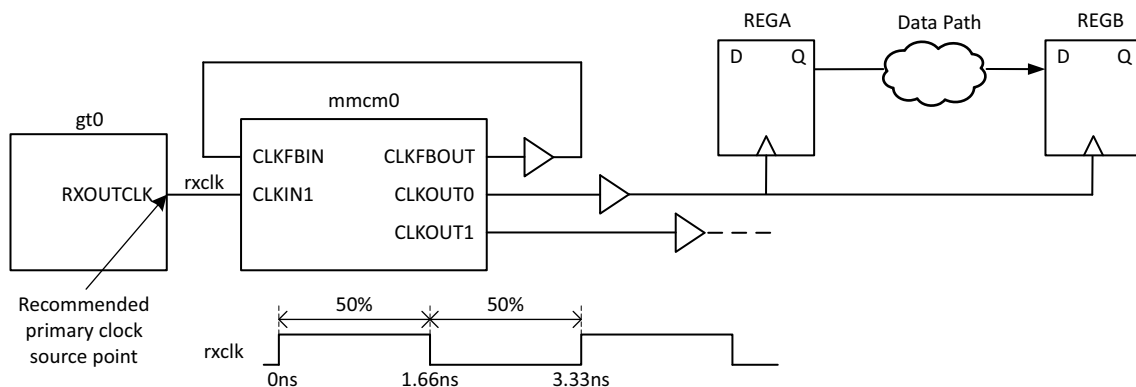 REGA
Data Path
REGB
D
Q
D
Q
mmcm0
gt0
CLKFBIN
CLKFBOUT
RXOUTCLK
rxclk
CLKIN1
CLKOUT0
CLKOUT1
Recommended
primary clock
source point
50%
50%
rxclk
0ns
1.66ns
3.33ns